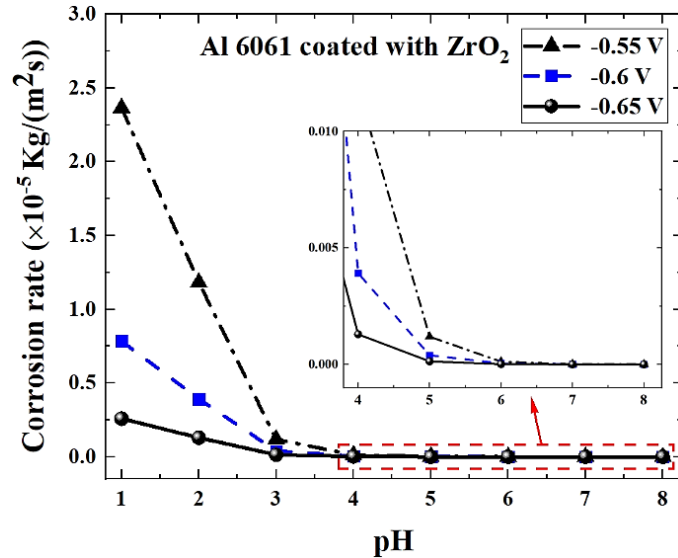 Al 6061 coated with ZrO₂
-0.55 V
-0.6 V
-0.65 V
Corrosion rate (×10⁻⁵ Kg/(m²s))
3.0
2.5
2.0
1.5
1.0
0.5
0.0
1 2 3 4 5 6 7 8
pH
0.010
0.005
0.000
4 5 6 7 8